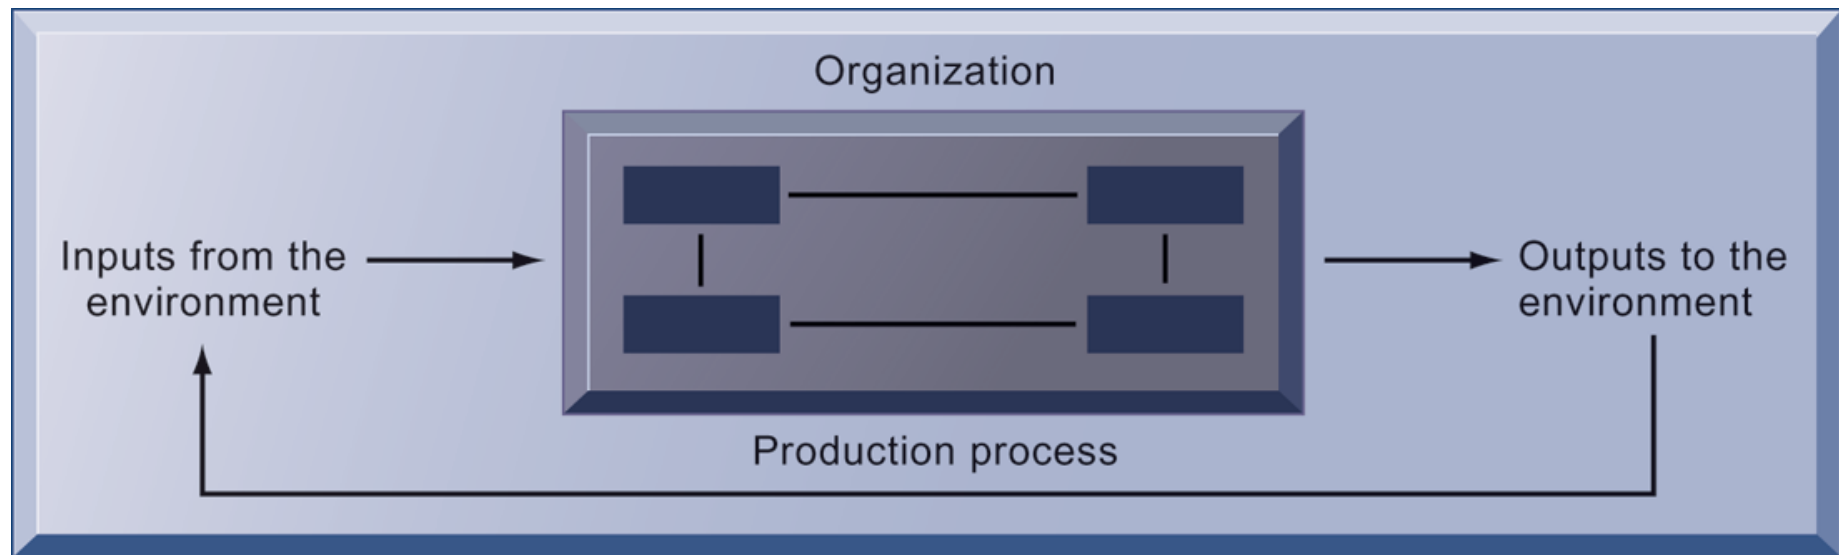 Organization
Inputs from the
environment
Outputs to the
environment
Production process